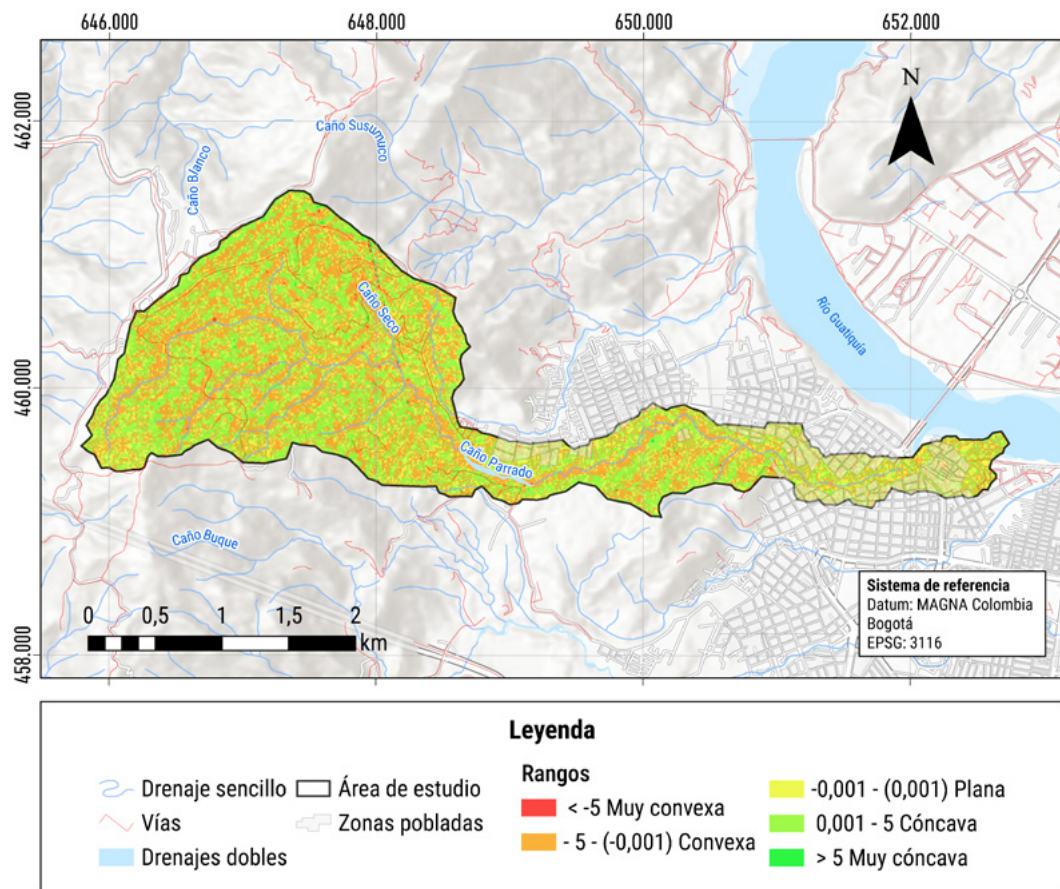 646.000 648.000 650.000 652.000
N
462.000
Caño Susumuco
Caño Blanco
Caño Seco
Río Guatiquía
460.000
Caño Parrado
Caño Buque
Sistema de referencia
Datum: MAGNA Colombia
Bogotá
EPSG: 3116
0 0,5 1 1,5 2
km
458.000
Leyenda
Drenaje sencillo
Vías
Drenajes dobles
Área de estudio
Zonas pobladas
Rangos
< -5 Muy convexa
- 5 - (-0,001) Convexa
-0,001 - (0,001) Plana
0,001 - 5 Cóncava
> 5 Muy cóncava